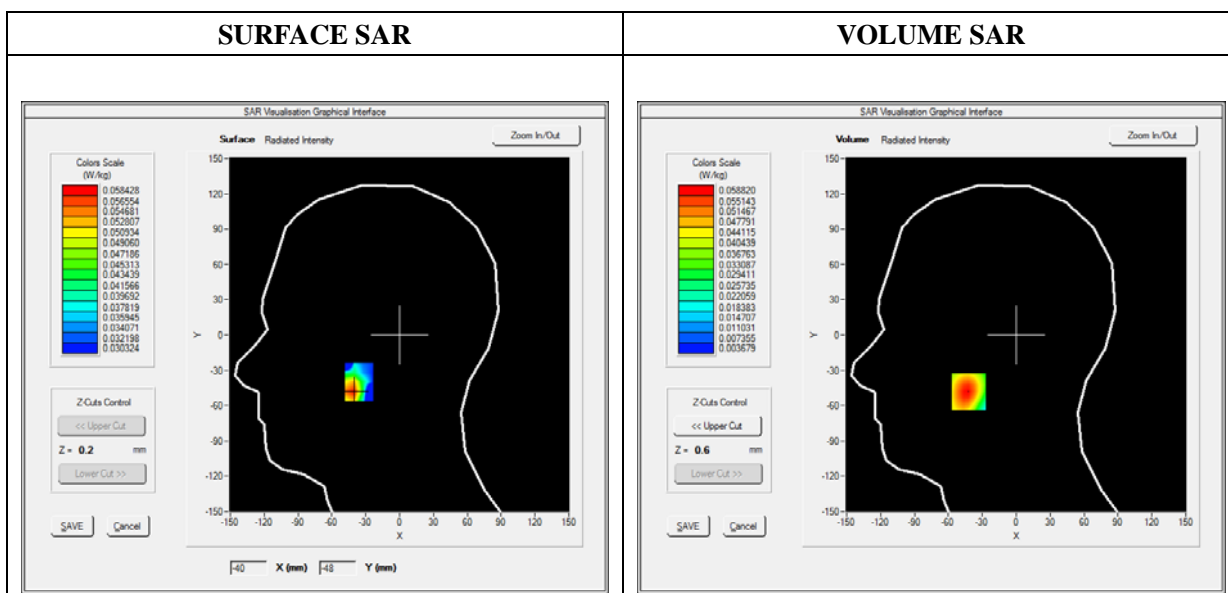 SURFACE SAR
VOLUME SAR
SAR Visualisation Graphical Interface
Surface Radiated Intensity
Zoom In/Out
Colors Scale
(W/kg)
0.058428
0.056554
0.054681
0.052807
0.050934
0.049060
0.047186
0.045313
0.043439
0.041566
0.039692
0.037819
0.035945
0.034071
0.032198
0.030324
150
120
90
60
30
0
-30
-60
-90
-120
-150
Y
-150 -120 -90 -60 -30 0 30 60 90 120 150
X
Z-Cuts Control
<< Upper Cut
Z = 0.2 mm
Lower Cut >>
SAVE Cancel
-40 X (mm) -48 Y (mm)
SAR Visualisation Graphical Interface
Volume Radiated Intensity
Zoom In/Out
Colors Scale
(W/kg)
0.058820
0.055143
0.051467
0.047791
0.044115
0.040439
0.036763
0.033087
0.029411
0.025735
0.022059
0.018383
0.014707
0.011031
0.007355
0.003679
150
120
90
60
30
0
-30
-60
-90
-120
-150
Y
-150 -120 -90 -60 -30 0 30 60 90 120 150
X
Z-Cuts Control
<< Upper Cut
Z = 0.6 mm
Lower Cut >>
SAVE Cancel